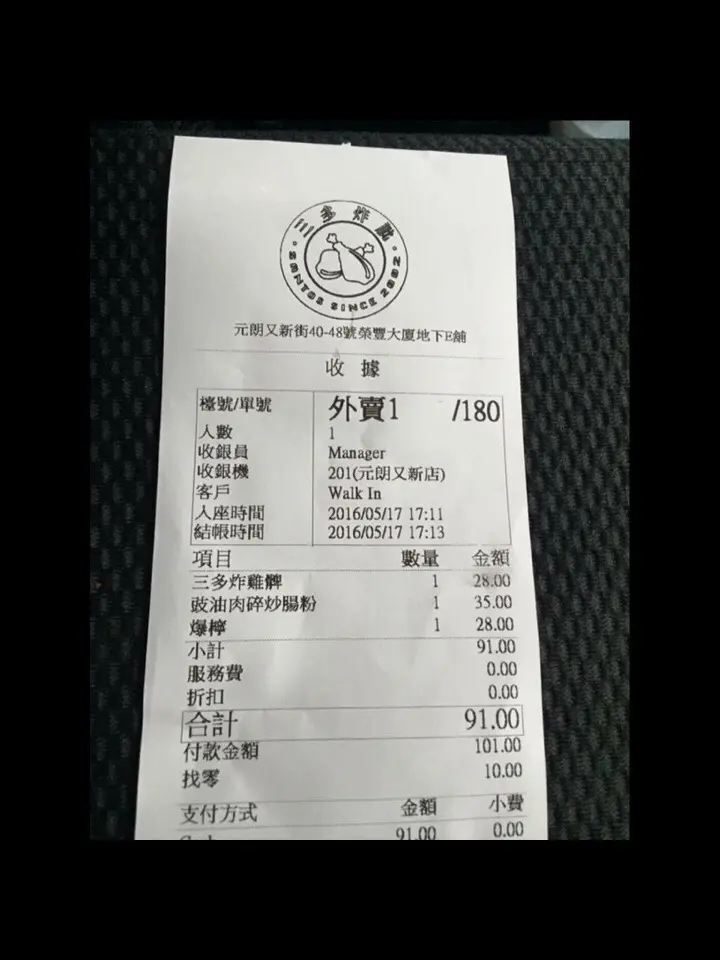 三多炸髀
SANTOS SINCE 2002
元朗又新街40-48號榮豐大廈地下E舖
收 據
檯號/單號 外賣1 /180
人數 1
收銀員 Manager
收銀機 201(元朗又新店)
客戶 Walk In
入座時間 2016/05/17 17:11
結帳時間 2016/05/17 17:13
項目 數量 金額
三多炸雞髀 1 28.00
豉油肉碎炒腸粉 1 35.00
爆檸 1 28.00
小計 91.00
服務費 0.00
折扣 0.00
合計 91.00
付款金額 101.00
找零 10.00
支付方式 金額 小費
91.00 0.00